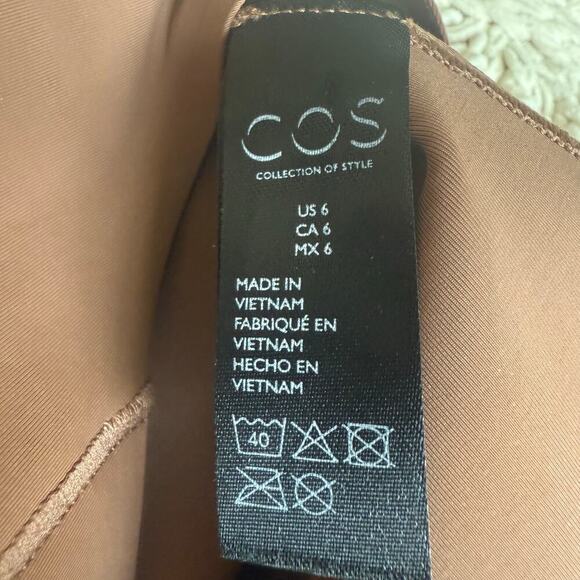 COS
COLLECTION OF STYLE
US 6
CA 6
MX 6
MADE IN
VIETNAM
FABRIQUÉ EN
VIETNAM
HECHO EN
VIETNAM
40